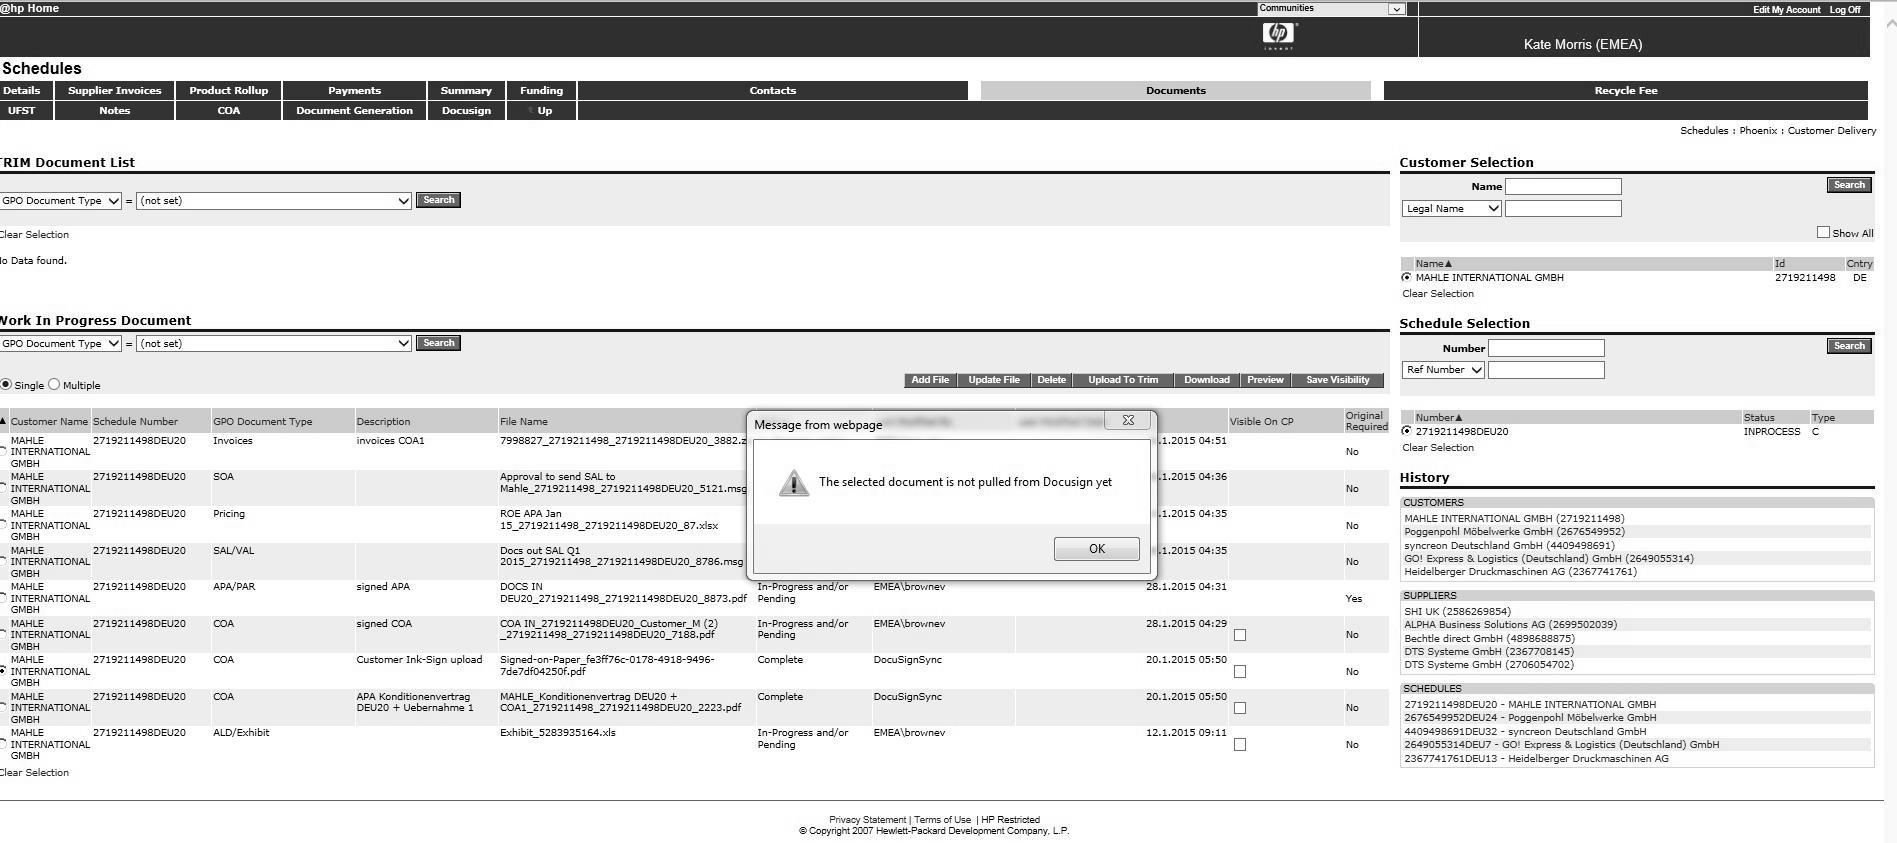 @hp Home
Communities
Edit My Account Log Off
hp
invent
Kate Morris (EMEA)
Schedules
Details Supplier Invoices Product Rollup Payments Summary Funding Contacts Documents Recycle Fee
UFST Notes COA Document Generation Docusign Up
Schedules : Phoenix : Customer Delivery
TRIM Document List
GPO Document Type = (not set) Search
Clear Selection
No Data found.
Work In Progress Document
GPO Document Type = (not set) Search
Single Multiple
Add File Update File Delete Upload To Trim Download Preview Save Visibility
Customer Name Schedule Number GPO Document Type Description File Name Visible On CP Original Required
MAHLE INTERNATIONAL GMBH 2719211498DEU20 Invoices invoices COA1 7998827_2719211498_2719211498DEU20_3882.z .1.2015 04:51 No
MAHLE INTERNATIONAL GMBH 2719211498DEU20 SOA Approval to send SAL to Mahle_2719211498_2719211498DEU20_5121.msg .1.2015 04:36 No
MAHLE INTERNATIONAL GMBH 2719211498DEU20 Pricing ROE APA Jan 15_2719211498_2719211498DEU20_87.xlsx .1.2015 04:35 No
MAHLE INTERNATIONAL GMBH 2719211498DEU20 SAL/VAL Docs out SAL Q1 2015_2719211498_2719211498DEU20_8786.msg .1.2015 04:35 No
MAHLE INTERNATIONAL GMBH 2719211498DEU20 APA/PAR signed APA DOCS IN DEU20_2719211498_2719211498DEU20_8873.pdf In-Progress and/or Pending EMEA\brownev 28.1.2015 04:31 Yes
MAHLE INTERNATIONAL GMBH 2719211498DEU20 COA signed COA COA IN_2719211498DEU20_Customer_M (2) _2719211498_2719211498DEU20_7188.pdf In-Progress and/or Pending EMEA\brownev 28.1.2015 04:29 No
MAHLE INTERNATIONAL GMBH 2719211498DEU20 COA Customer Ink-Sign upload Signed-on-Paper_fe3ff76c-0178-4918-9496-7de7df04250f.pdf Complete DocuSignSync 20.1.2015 05:50 No
MAHLE INTERNATIONAL GMBH 2719211498DEU20 COA APA Konditionenvertrag DEU20 + Uebernahme 1 MAHLE_Konditionenvertrag DEU20 + COA1_2719211498_2719211498DEU20_2223.pdf Complete DocuSignSync 20.1.2015 05:50 No
MAHLE INTERNATIONAL GMBH 2719211498DEU20 ALD/Exhibit Exhibit_5283935164.xls In-Progress and/or Pending EMEA\brownev 12.1.2015 09:11 No
Clear Selection
Message from webpage
The selected document is not pulled from Docusign yet
OK
Customer Selection
Name Search
Legal Name
Show All
Name Id Cntry
MAHLE INTERNATIONAL GMBH 2719211498 DE
Clear Selection
Schedule Selection
Number Search
Ref Number
Number Status Type
2719211498DEU20 INPROCESS C
Clear Selection
History
CUSTOMERS
MAHLE INTERNATIONAL GMBH (2719211498)
Poggenpohl Möbelwerke GmbH (2676549952)
syncreon Deutschland GmbH (4409498691)
GO! Express & Logistics (Deutschland) GmbH (2649055314)
Heidelberger Druckmaschinen AG (2367741761)
SUPPLIERS
SHI UK (2586269854)
ALPHA Business Solutions AG (2699502039)
Bechtle direct GmbH (4898688875)
DTS Systeme GmbH (2367708145)
DTS Systeme GmbH (2706054702)
SCHEDULES
2719211498DEU20 - MAHLE INTERNATIONAL GMBH
2676549952DEU24 - Poggenpohl Möbelwerke GmbH
4409498691DEU32 - syncreon Deutschland GmbH
2649055314DEU7 - GO! Express & Logistics (Deutschland) GmbH
2367741761DEU13 - Heidelberger Druckmaschinen AG
Privacy Statement | Terms of Use | HP Restricted
© Copyright 2007 Hewlett-Packard Development Company, L.P.